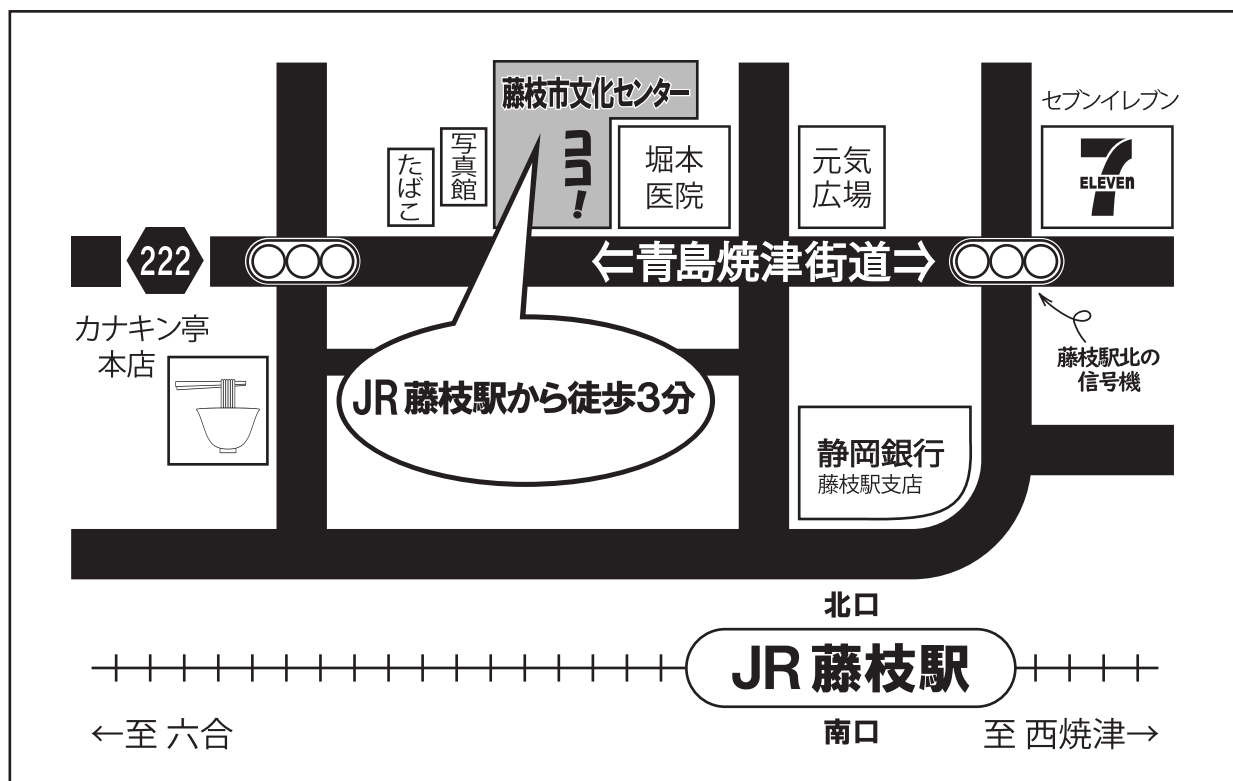 藤枝市文化センター
ココ!
セブンイレブン
7
ELEVEn
たばこ
写真館
堀本
医院
元気
広場
222
⇐青島焼津街道⇒
カナキン亭
本店
藤枝駅北の
信号機
JR 藤枝駅から徒歩3分
静岡銀行
藤枝駅支店
北口
JR 藤枝駅
南口
←至 六合
至 西焼津→